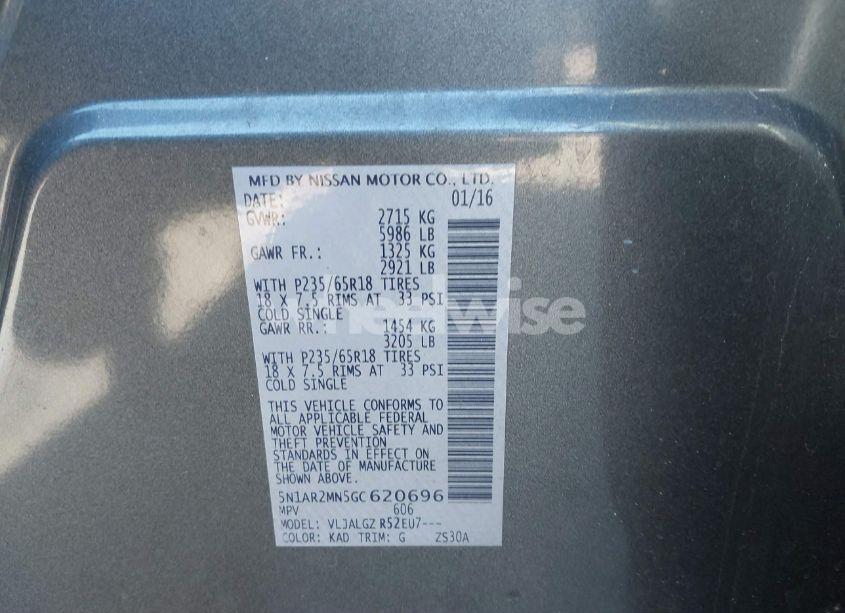 MFD BY NISSAN MOTOR CO., LTD.
DATE: 01/16
GVWR: 2715 KG
5986 LB
GAWR FR.: 1325 KG
2921 LB
WITH P235/65R18 TIRES
18 X 7.5 RIMS AT 33 PSI
COLD SINGLE
GAWR RR.: 1454 KG
3205 LB
WITH P235/65R18 TIRES
18 X 7.5 RIMS AT 33 PSI
COLD SINGLE
THIS VEHICLE CONFORMS TO
ALL APPLICABLE FEDERAL
MOTOR VEHICLE SAFETY AND
THEFT PREVENTION
STANDARDS IN EFFECT ON
THE DATE OF MANUFACTURE
SHOWN ABOVE.
5N1AR2MN5GC620696
MPV 606
MODEL: VLJALGZ R52EU7---
COLOR: KAD TRIM: G ZS30A